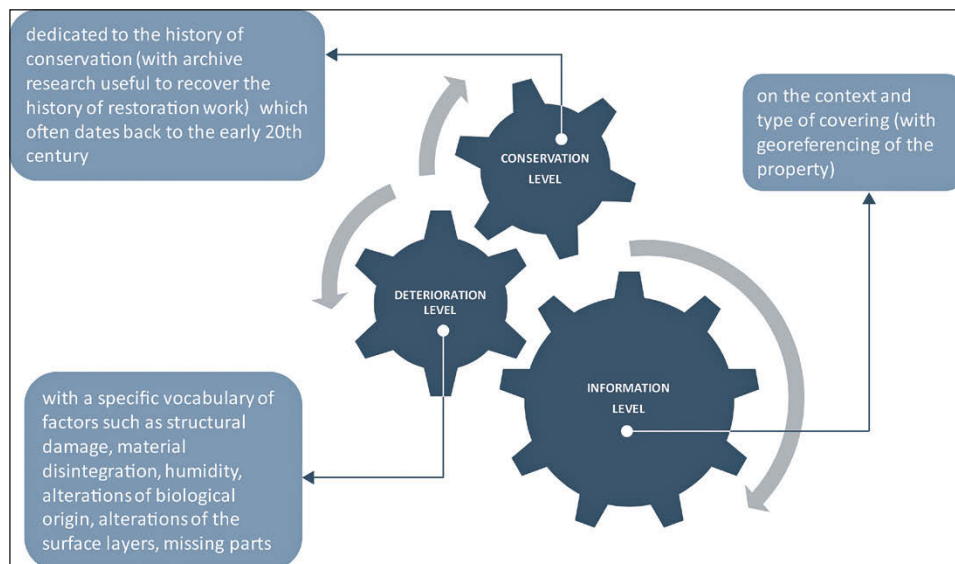 dedicated to the history of
conservation (with archive
research useful to recover the
history of restoration work) which
often dates back to the early 20th
century
on the context and
type of covering (with
georeferencing of the
property)
CONSERVATION
LEVEL
DETERIORATION
LEVEL
INFORMATION
LEVEL
with a specific vocabulary of
factors such as structural
damage, material
disintegration, humidity,
alterations of biological
origin, alterations of the
surface layers, missing parts